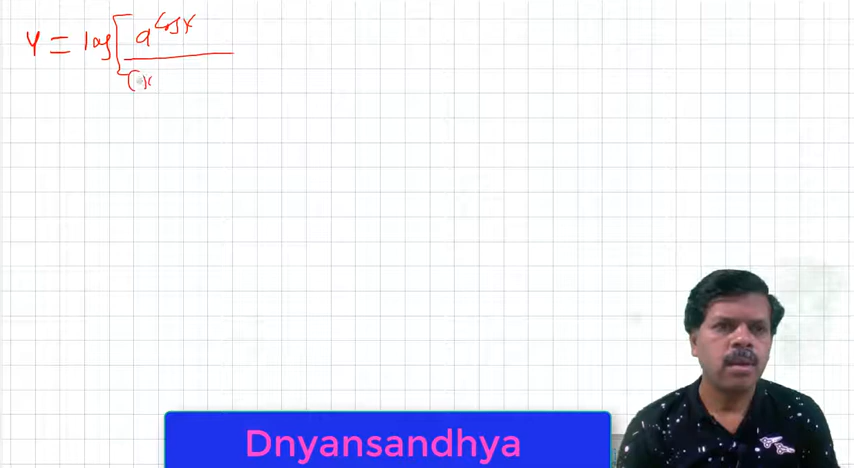 Y = log [ a^cosx
(x
Dnyansandhya